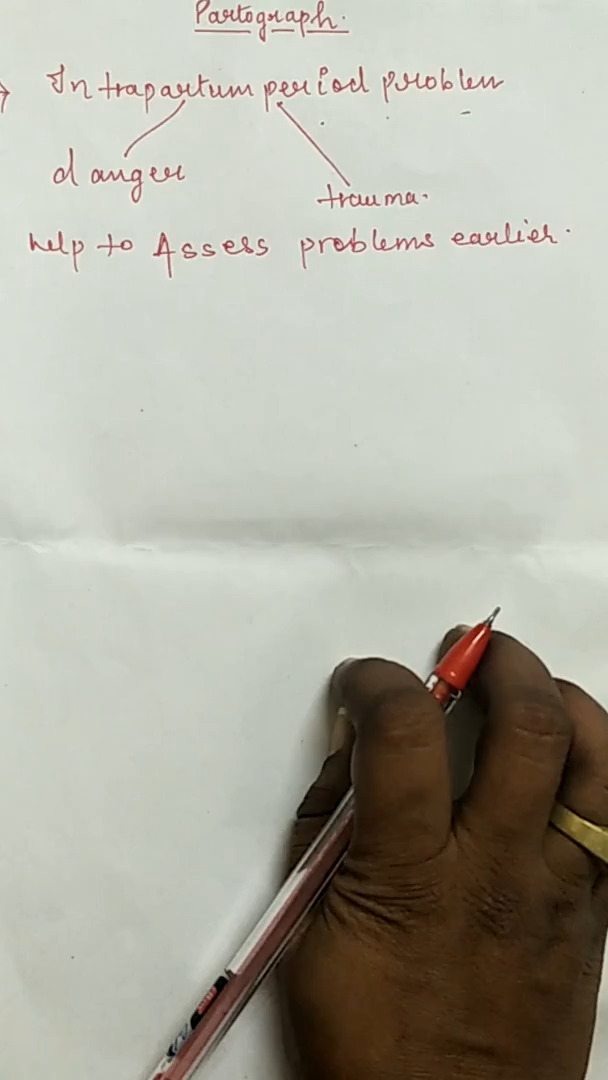 Partograph.
→ Intrapartum period problem
danger
trauma.
help to Assess problems earlier.